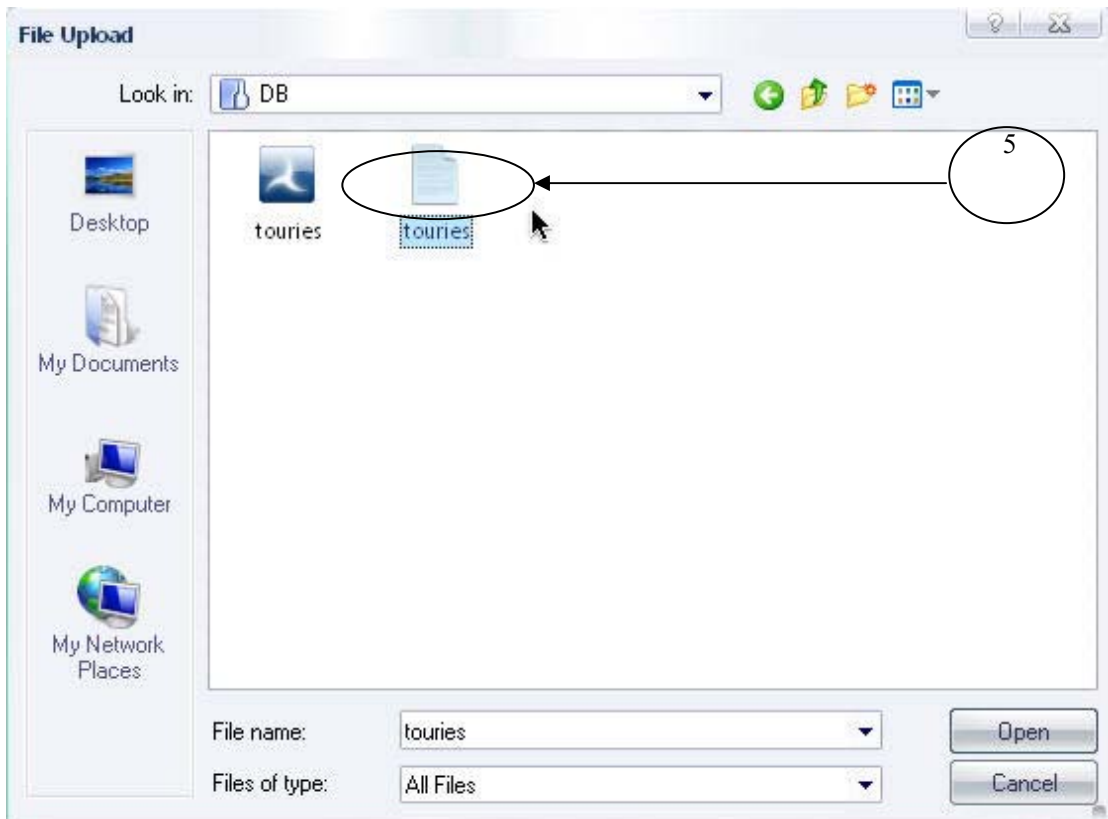 File Upload
Look in: DB
5
Desktop
My Documents
My Computer
My Network
Places
touries touries
File name: touries Open
Files of type: All Files Cancel